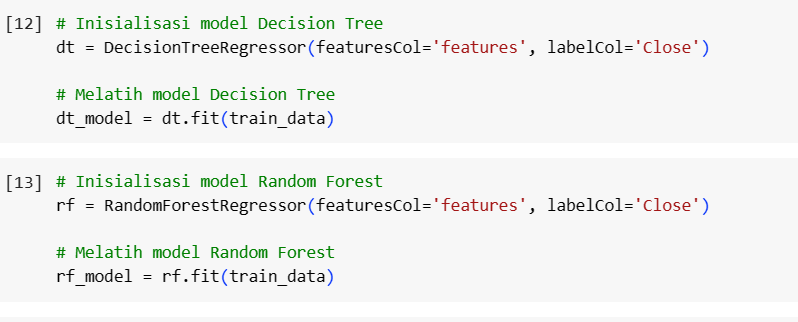 [12] # Inisialisasi model Decision Tree
dt = DecisionTreeRegressor(featuresCol='features', labelCol='Close')
# Melatih model Decision Tree
dt_model = dt.fit(train_data)
[13] # Inisialisasi model Random Forest
rf = RandomForestRegressor(featuresCol='features', labelCol='Close')
# Melatih model Random Forest
rf_model = rf.fit(train_data)